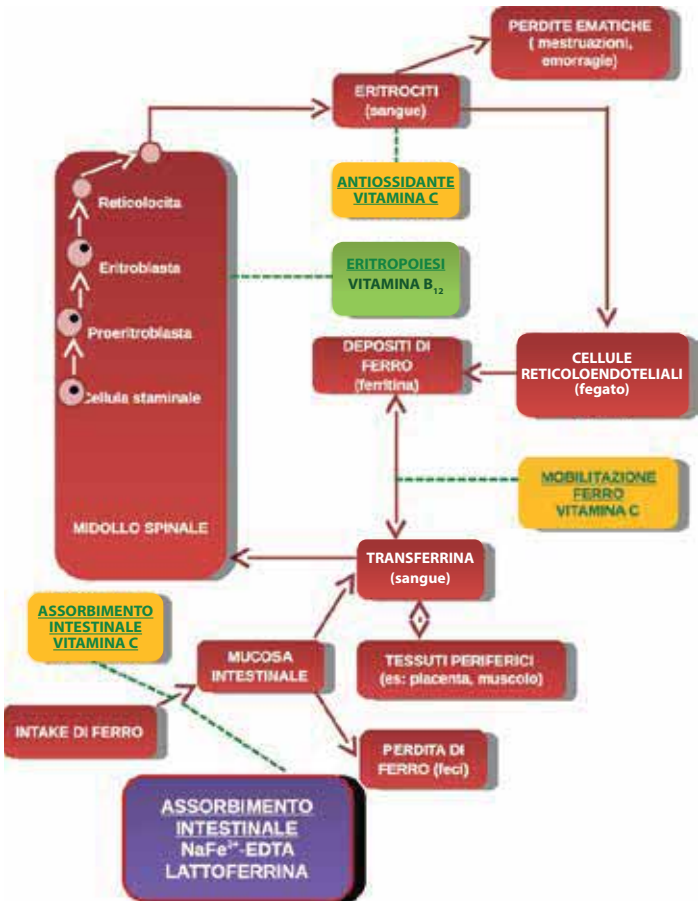 PERDITE EMATICHE
( mestruazioni,
emorragie)
ERITROCITI
(sangue)
ANTIOSSIDANTE
VITAMINA C
Reticolocita
Eritroblasta
Proeritroblasta
Cellula staminale
MIDOLLO SPINALE
ERITROPOIESI
VITAMINA B12
DEPOSITI DI
FERRO
(ferritina)
CELLULE
RETICOLOENDOTELIALI
(fegato)
MOBILITAZIONE
FERRO
VITAMINA C
TRANSFERRINA
(sangue)
ASSORBIMENTO
INTESTINALE
VITAMINA C
MUCOSA
INTESTINALE
TESSUTI PERIFERICI
(es: placenta, muscolo)
INTAKE DI FERRO
PERDITA DI
FERRO (feci)
ASSORBIMENTO
INTESTINALE
NaFe³⁺-EDTA
LATTOFERRINA